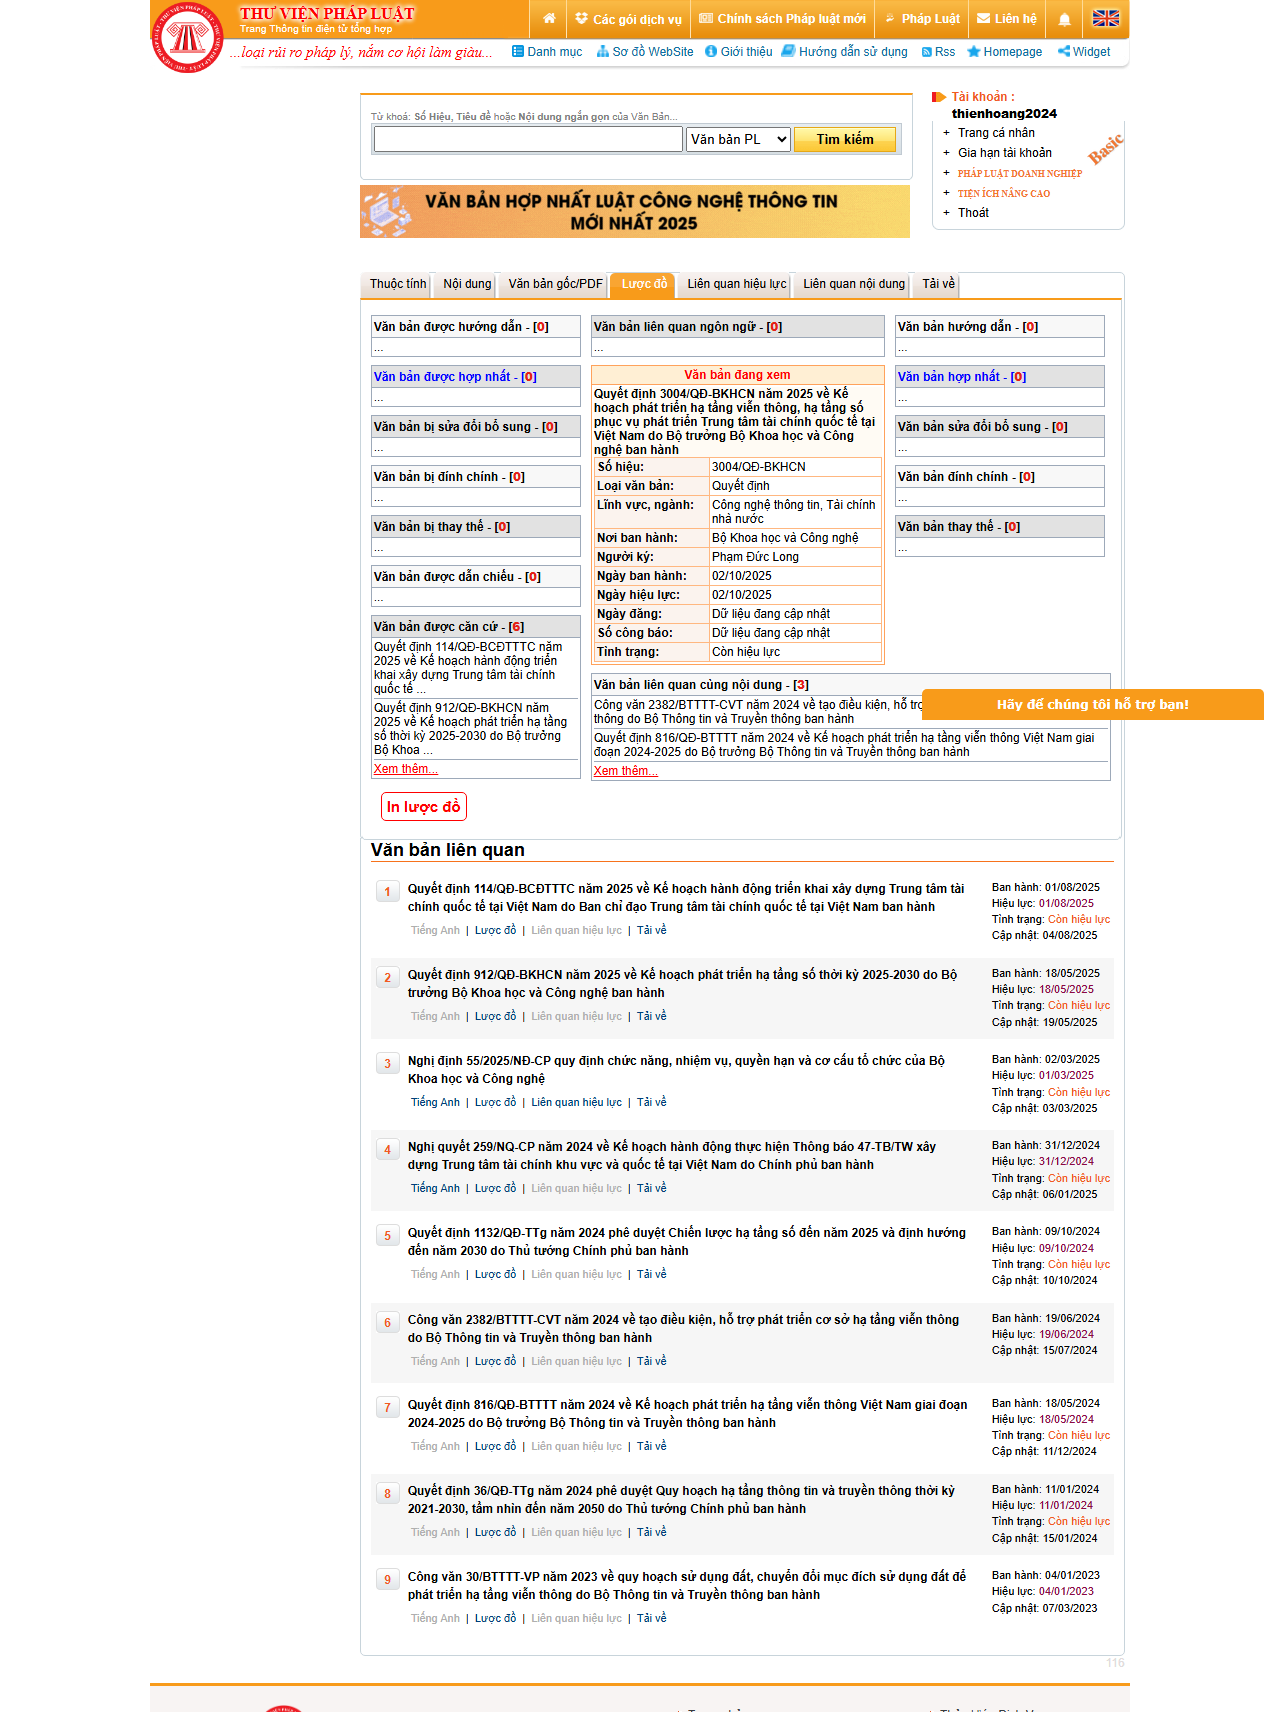 THƯ VIỆN PHÁP LUẬT
Trang Thông tin điện tử tổng hợp
Các gói dịch vụ
Chính sách Pháp luật mới
Pháp Luật
Liên hệ
...loại rủi ro pháp lý, nắm cơ hội làm giàu...
Danh mục
Sơ đồ WebSite
Giới thiệu
Hướng dẫn sử dụng
Rss
Homepage
Widget
Từ khoá: Số Hiệu, Tiêu đề hoặc Nội dung ngắn gọn của Văn Bản...
Văn bản PL
Tìm kiếm
VĂN BẢN HỢP NHẤT LUẬT CÔNG NGHỆ THÔNG TIN
MỚI NHẤT 2025
Tài khoản :
thienhoang2024
+ Trang cá nhân
+ Gia hạn tài khoản
+ PHÁP LUẬT DOANH NGHIỆP
+ TIỆN ÍCH NÂNG CAO
+ Thoát
Basic
Thuộc tính
Nội dung
Văn bản gốc/PDF
Lược đồ
Liên quan hiệu lực
Liên quan nội dung
Tải về
Văn bản được hướng dẫn - [0]
...
Văn bản được hợp nhất - [0]
...
Văn bản bị sửa đổi bổ sung - [0]
...
Văn bản bị đính chính - [0]
...
Văn bản bị thay thế - [0]
...
Văn bản được dẫn chiếu - [0]
...
Văn bản được căn cứ - [6]
Quyết định 114/QĐ-BCĐTTTC năm
2025 về Kế hoạch hành động triển
khai xây dựng Trung tâm tài chính
quốc tế ...
Quyết định 912/QĐ-BKHCN năm
2025 về Kế hoạch phát triển hạ tầng
số thời kỳ 2025-2030 do Bộ trưởng
Bộ Khoa ...
Xem thêm...
Văn bản liên quan ngôn ngữ - [0]
...
Văn bản đang xem
Quyết định 3004/QĐ-BKHCN năm 2025 về Kế
hoạch phát triển hạ tầng viễn thông, hạ tầng số
phục vụ phát triển Trung tâm tài chính quốc tế tại
Việt Nam do Bộ trưởng Bộ Khoa học và Công
nghệ ban hành
Số hiệu: 3004/QĐ-BKHCN
Loại văn bản: Quyết định
Lĩnh vực, ngành: Công nghệ thông tin, Tài chính
nhà nước
Nơi ban hành: Bộ Khoa học và Công nghệ
Người ký: Phạm Đức Long
Ngày ban hành: 02/10/2025
Ngày hiệu lực: 02/10/2025
Ngày đăng: Dữ liệu đang cập nhật
Số công báo: Dữ liệu đang cập nhật
Tình trạng: Còn hiệu lực
Văn bản hướng dẫn - [0]
...
Văn bản hợp nhất - [0]
...
Văn bản sửa đổi bổ sung - [0]
...
Văn bản đính chính - [0]
...
Văn bản thay thế - [0]
...
Văn bản liên quan cùng nội dung - [3]
Công văn 2382/BTTTT-CVT năm 2024 về tạo điều kiện, hỗ trợ
thông do Bộ Thông tin và Truyền thông ban hành
Quyết định 816/QĐ-BTTTT năm 2024 về Kế hoạch phát triển hạ tầng viễn thông Việt Nam giai
đoạn 2024-2025 do Bộ trưởng Bộ Thông tin và Truyền thông ban hành
Xem thêm...
Hãy để chúng tôi hỗ trợ bạn!
In lược đồ
Văn bản liên quan
1
Quyết định 114/QĐ-BCĐTTTC năm 2025 về Kế hoạch hành động triển khai xây dựng Trung tâm tài
chính quốc tế tại Việt Nam do Ban chỉ đạo Trung tâm tài chính quốc tế tại Việt Nam ban hành
Tiếng Anh | Lược đồ | Liên quan hiệu lực | Tải về
Ban hành: 01/08/2025
Hiệu lực: 01/08/2025
Tình trạng: Còn hiệu lực
Cập nhật: 04/08/2025
2
Quyết định 912/QĐ-BKHCN năm 2025 về Kế hoạch phát triển hạ tầng số thời kỳ 2025-2030 do Bộ
trưởng Bộ Khoa học và Công nghệ ban hành
Tiếng Anh | Lược đồ | Liên quan hiệu lực | Tải về
Ban hành: 18/05/2025
Hiệu lực: 18/05/2025
Tình trạng: Còn hiệu lực
Cập nhật: 19/05/2025
3
Nghị định 55/2025/NĐ-CP quy định chức năng, nhiệm vụ, quyền hạn và cơ cấu tổ chức của Bộ
Khoa học và Công nghệ
Tiếng Anh | Lược đồ | Liên quan hiệu lực | Tải về
Ban hành: 02/03/2025
Hiệu lực: 01/03/2025
Tình trạng: Còn hiệu lực
Cập nhật: 03/03/2025
4
Nghị quyết 259/NQ-CP năm 2024 về Kế hoạch hành động thực hiện Thông báo 47-TB/TW xây
dựng Trung tâm tài chính khu vực và quốc tế tại Việt Nam do Chính phủ ban hành
Tiếng Anh | Lược đồ | Liên quan hiệu lực | Tải về
Ban hành: 31/12/2024
Hiệu lực: 31/12/2024
Tình trạng: Còn hiệu lực
Cập nhật: 06/01/2025
5
Quyết định 1132/QĐ-TTg năm 2024 phê duyệt Chiến lược hạ tầng số đến năm 2025 và định hướng
đến năm 2030 do Thủ tướng Chính phủ ban hành
Tiếng Anh | Lược đồ | Liên quan hiệu lực | Tải về
Ban hành: 09/10/2024
Hiệu lực: 09/10/2024
Tình trạng: Còn hiệu lực
Cập nhật: 10/10/2024
6
Công văn 2382/BTTTT-CVT năm 2024 về tạo điều kiện, hỗ trợ phát triển cơ sở hạ tầng viễn thông
do Bộ Thông tin và Truyền thông ban hành
Tiếng Anh | Lược đồ | Liên quan hiệu lực | Tải về
Ban hành: 19/06/2024
Hiệu lực: 19/06/2024
Cập nhật: 15/07/2024
7
Quyết định 816/QĐ-BTTTT năm 2024 về Kế hoạch phát triển hạ tầng viễn thông Việt Nam giai đoạn
2024-2025 do Bộ trưởng Bộ Thông tin và Truyền thông ban hành
Tiếng Anh | Lược đồ | Liên quan hiệu lực | Tải về
Ban hành: 18/05/2024
Hiệu lực: 18/05/2024
Tình trạng: Còn hiệu lực
Cập nhật: 11/12/2024
8
Quyết định 36/QĐ-TTg năm 2024 phê duyệt Quy hoạch hạ tầng thông tin và truyền thông thời kỳ
2021-2030, tầm nhìn đến năm 2050 do Thủ tướng Chính phủ ban hành
Tiếng Anh | Lược đồ | Liên quan hiệu lực | Tải về
Ban hành: 11/01/2024
Hiệu lực: 11/01/2024
Tình trạng: Còn hiệu lực
Cập nhật: 15/01/2024
9
Công văn 30/BTTTT-VP năm 2023 về quy hoạch sử dụng đất, chuyển đổi mục đích sử dụng đất để
phát triển hạ tầng viễn thông do Bộ Thông tin và Truyền thông ban hành
Tiếng Anh | Lược đồ | Liên quan hiệu lực | Tải về
Ban hành: 04/01/2023
Hiệu lực: 04/01/2023
Cập nhật: 07/03/2023
116